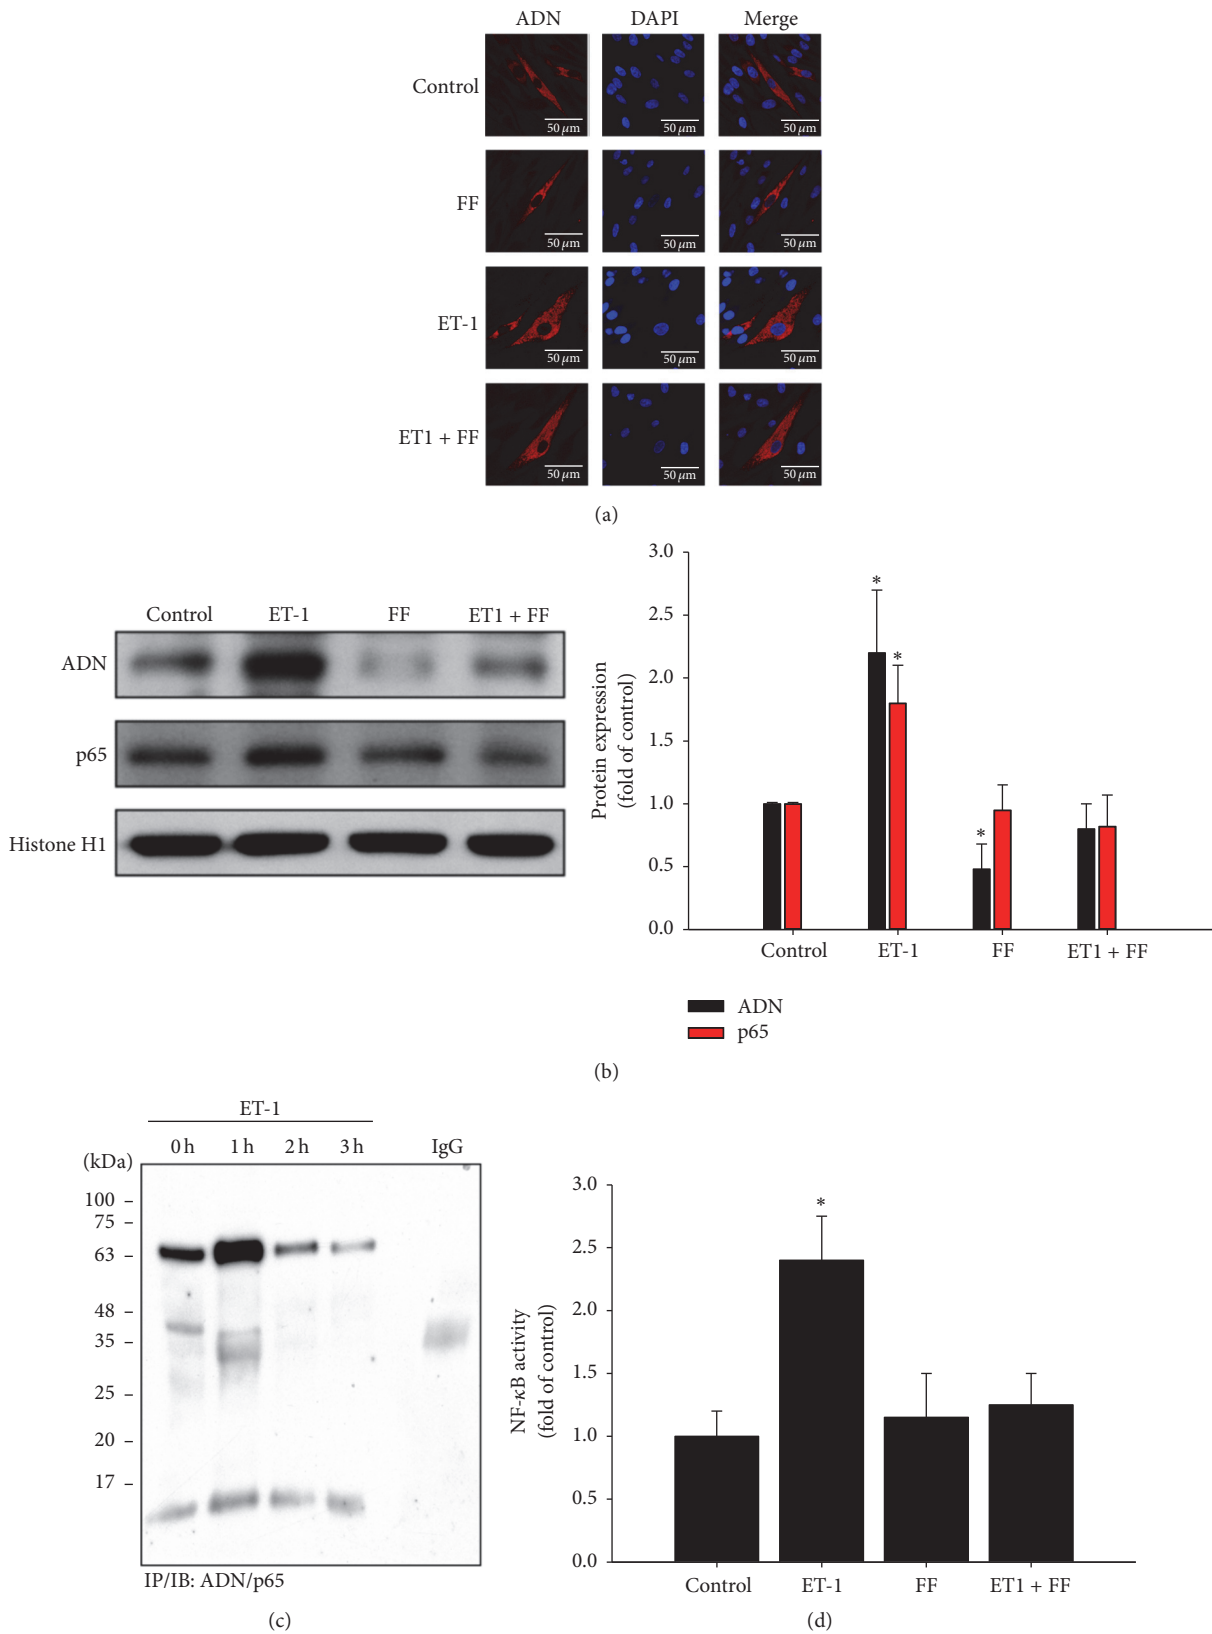 ADN DAPI Merge
Control
50 μm 50 μm 50 μm
FF
50 μm 50 μm 50 μm
ET-1
50 μm 50 μm 50 μm
ET1 + FF
50 μm 50 μm 50 μm
(a)
Control ET-1 FF ET1 + FF
ADN
p65
Histone H1
3.0
2.5
2.0
1.5
1.0
0.5
0.0
Protein expression
(fold of control)
* *
*
Control ET-1 FF ET1 + FF
ADN
p65
(b)
ET-1
0 h 1 h 2 h 3 h IgG
(kDa)
100 –
75 –
63 –
48 –
35 –
25 –
20 –
17 –
IP/IB: ADN/p65
(c)
3.0
2.5
2.0
1.5
1.0
0.5
0.0
NF-κB activity
(fold of control)
*
Control ET-1 FF ET1 + FF
(d)